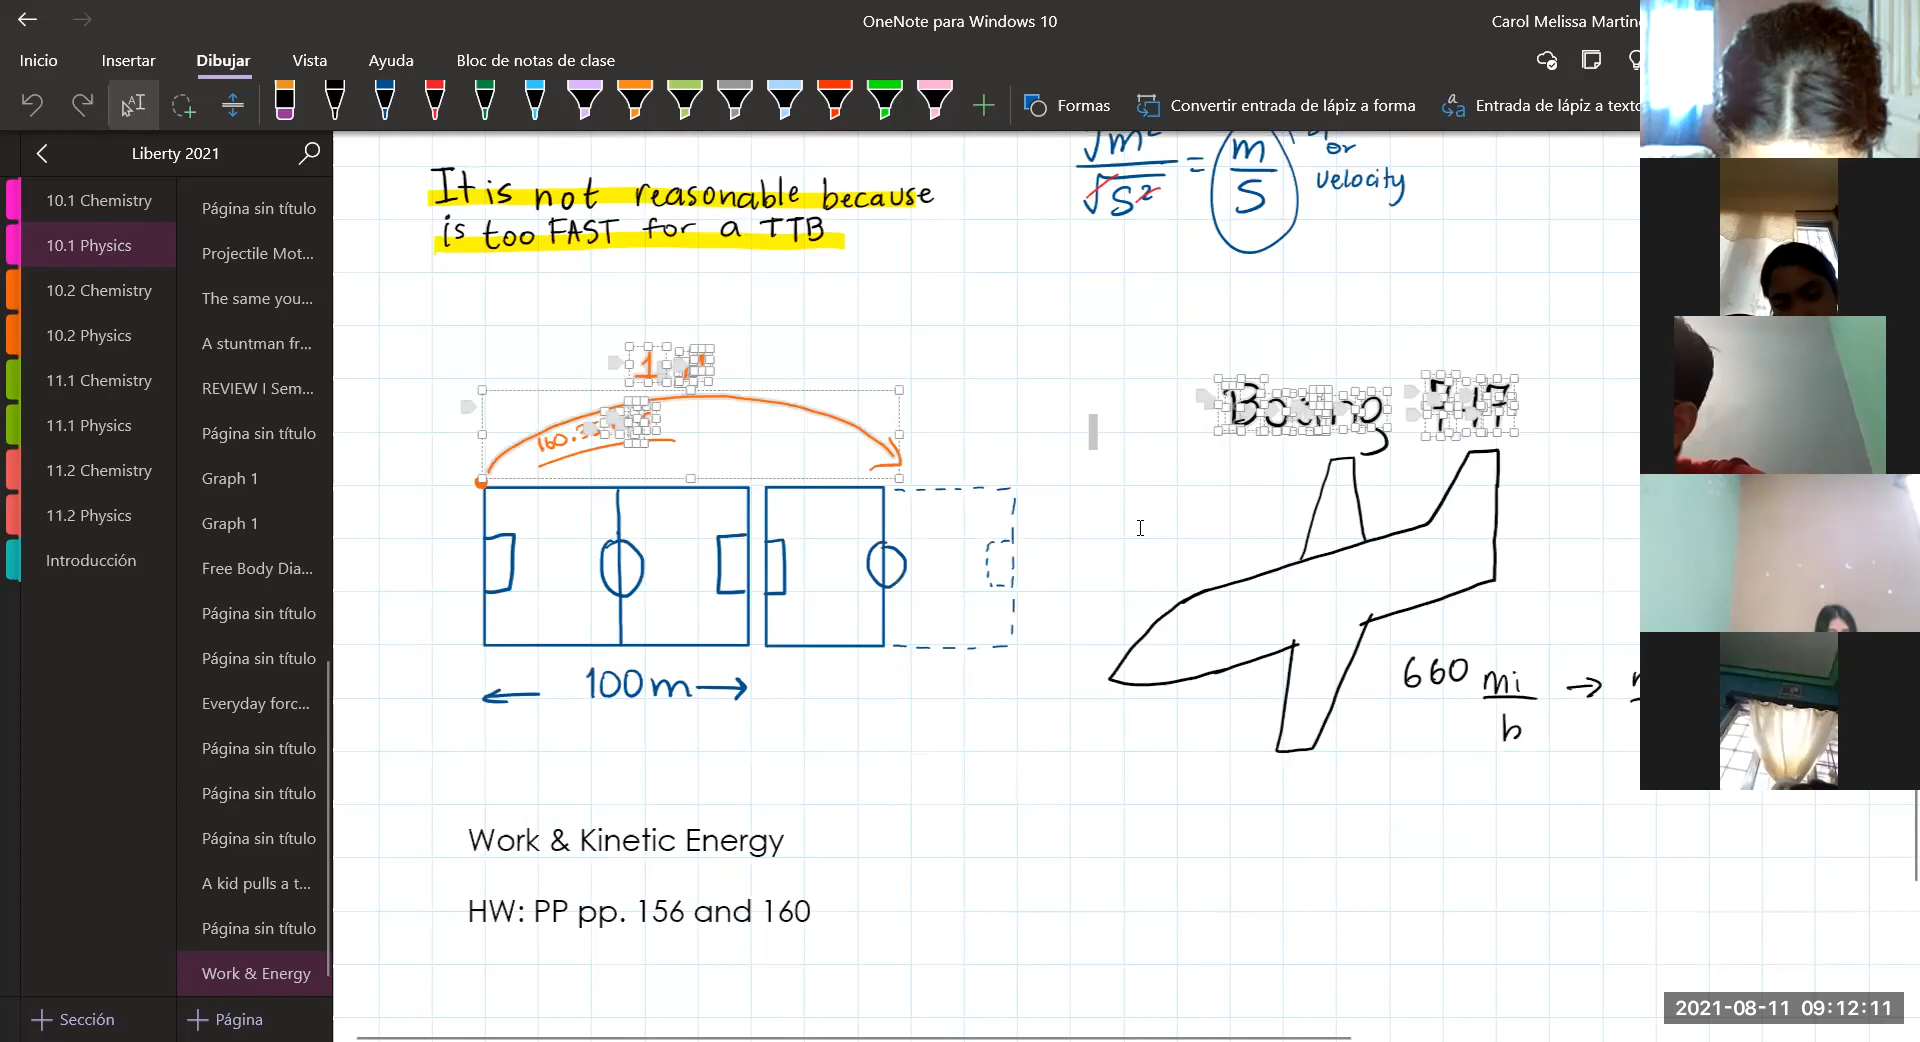 OneNote para Windows 10
Carol Melissa
Inicio
Insertar
Dibujar
Vista
Ayuda
Bloc de notas de clase
Formas
Convertir entrada de lápiz a forma
Entrada de lápiz a texto
Liberty 2021
10.1 Chemistry
10.1 Physics
10.2 Chemistry
10.2 Physics
11.1 Chemistry
11.1 Physics
11.2 Chemistry
11.2 Physics
Introducción
Sección
Página sin título
Projectile Mot...
The same you...
A stuntman fr...
REVIEW I Sem...
Página sin título
Graph 1
Graph 1
Free Body Dia...
Página sin título
Página sin título
Everyday forc...
Página sin título
Página sin título
Página sin título
A kid pulls a t...
Página sin título
Work & Energy
Página
It is not reasonable because
is too FAST for a TTB
√m² / √s² = m/s
or
velocity
100 m
Boeing 747
660 mi →
h
Work & Kinetic Energy
HW: PP pp. 156 and 160
2021-08-11 09:12:11